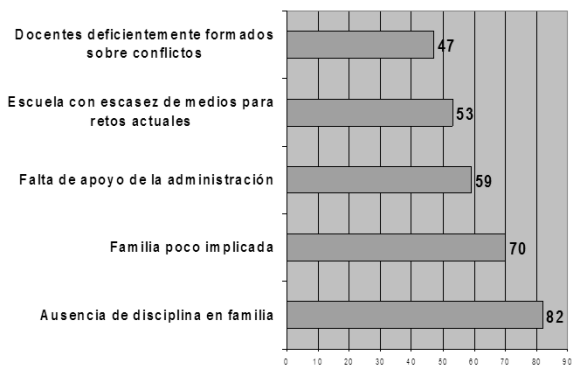 Docentes deficientemente formados
sobre conflictos
47
Escuela con escasez de medios para
retos actuales
53
Falta de apoyo de la administración
59
Familia poco implicada
70
Ausencia de disciplina en familia
82
0 10 20 30 40 50 60 70 80 90